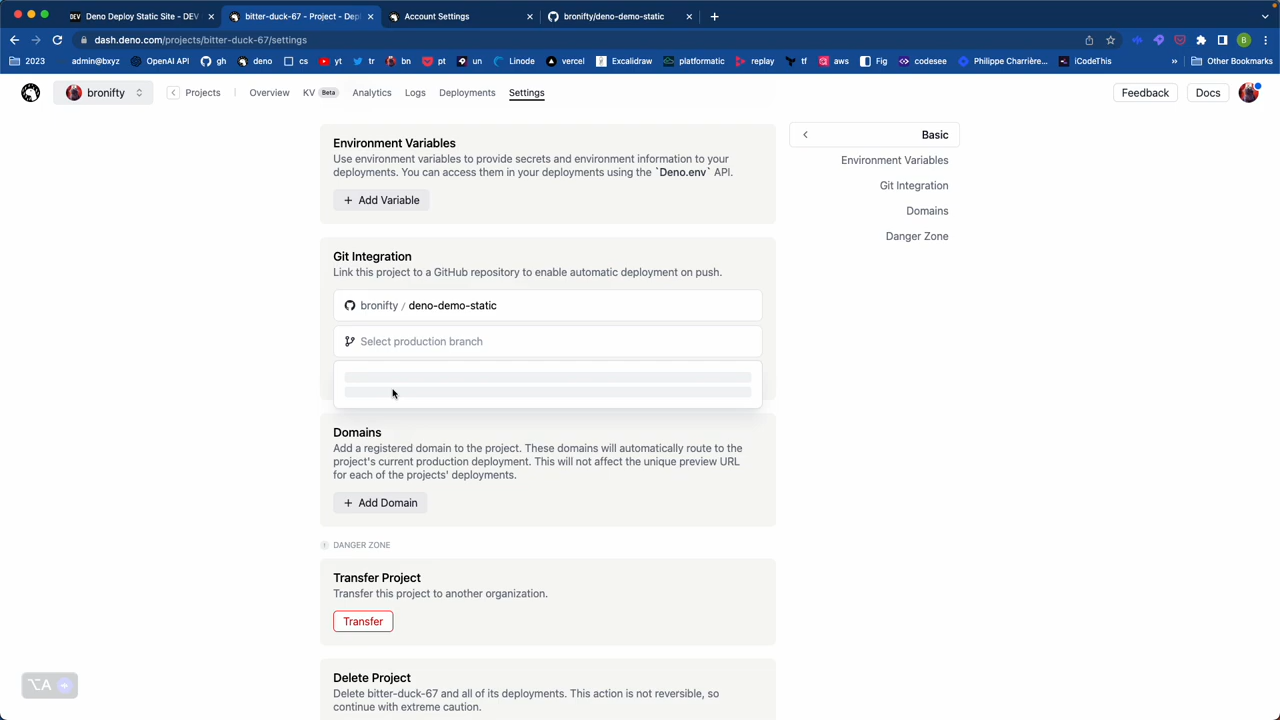 Deno Deploy Static Site - DEV
bitter-duck-67 - Project - Dep
Account Settings
bronifty/deno-demo-static
dash.deno.com/projects/bitter-duck-67/settings
B
2023
admin@bxyz
OpenAI API
gh
deno
cs
yt
tr
bn
pt
un
Linode
vercel
Excalidraw
platformatic
replay
tf
aws
Fig
codesee
Philippe Charrière…
iCodeThis
»
Other Bookmarks
bronifty
Projects
Overview
KV Beta
Analytics
Logs
Deployments
Settings
Feedback
Docs
Environment Variables
Use environment variables to provide secrets and environment information to your
deployments. You can access them in your deployments using the `Deno.env` API.
+ Add Variable
Git Integration
Link this project to a GitHub repository to enable automatic deployment on push.
bronifty / deno-demo-static
Select production branch
Domains
Add a registered domain to the project. These domains will automatically route to the
project's current production deployment. This will not affect the unique preview URL
for each of the projects' deployments.
+ Add Domain
DANGER ZONE
Transfer Project
Transfer this project to another organization.
Transfer
Delete Project
Delete bitter-duck-67 and all of its deployments. This action is not reversible, so
continue with extreme caution.
Basic
Environment Variables
Git Integration
Domains
Danger Zone
⌥A